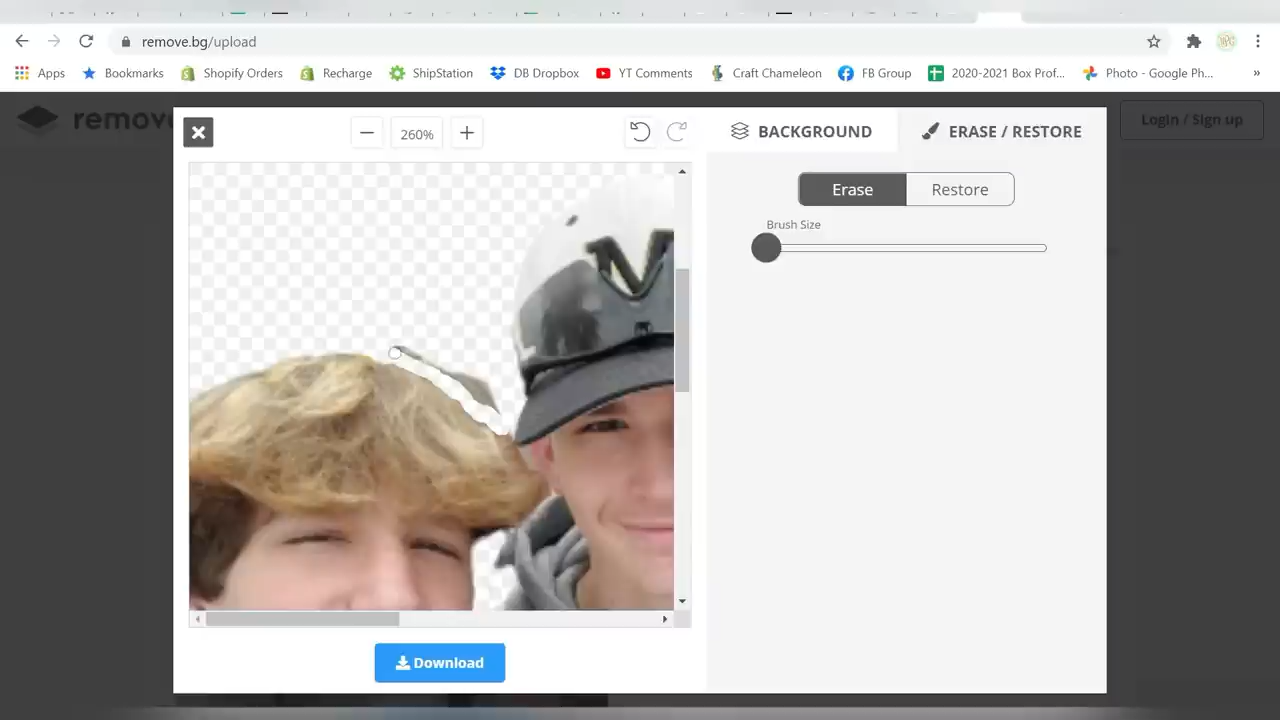 remove.bg/upload
Apps Bookmarks Shopify Orders Recharge ShipStation DB Dropbox YT Comments Craft Chameleon FB Group 2020-2021 Box Prof... Photo - Google Ph... »
Login / Sign up
260%
BACKGROUND ERASE / RESTORE
Erase Restore
Brush Size
M
Download